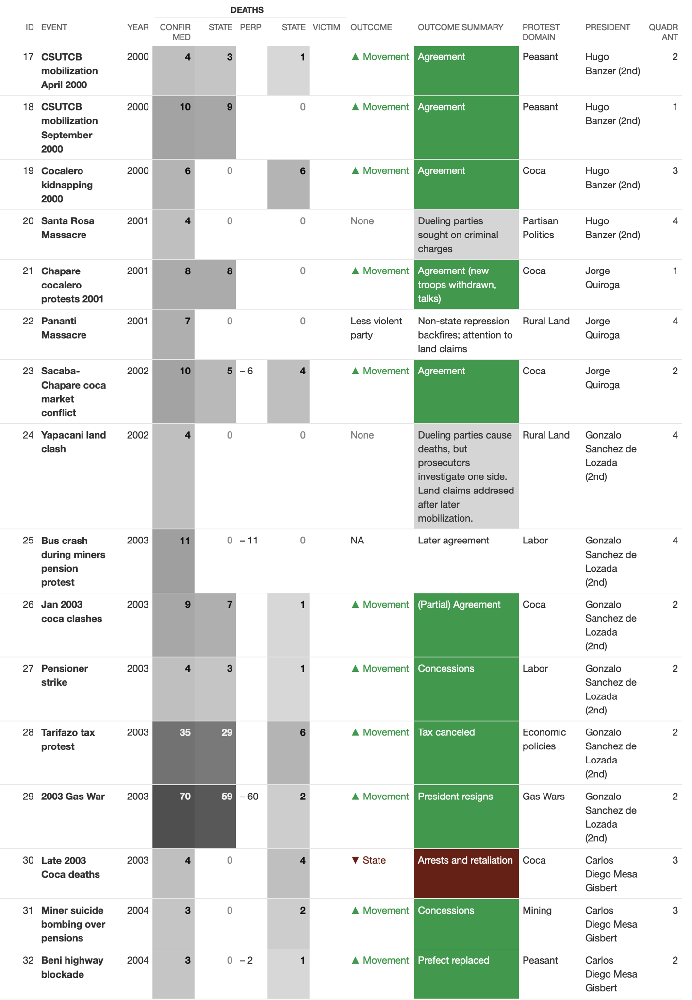 DEATHS
ID EVENT YEAR CONFIR STATE PERP STATE VICTIM OUTCOME OUTCOME SUMMARY PROTEST PRESIDENT QUADR
MED DOMAIN ANT
17 CSUTCB 2000 4 3 1 ▲ Movement Agreement Peasant Hugo 2
mobilization Banzer (2nd)
April 2000
18 CSUTCB 2000 10 9 0 ▲ Movement Agreement Peasant Hugo 1
mobilization Banzer (2nd)
September
2000
19 Cocalero 2000 6 0 6 ▲ Movement Agreement Coca Hugo 3
kidnapping Banzer (2nd)
2000
20 Santa Rosa 2001 4 0 0 None Dueling parties Partisan Hugo 4
Massacre sought on criminal Politics Banzer (2nd)
charges
21 Chapare 2001 8 8 0 ▲ Movement Agreement (new Coca Jorge 1
cocalero troops withdrawn, Quiroga
protests 2001 talks)
22 Pananti 2001 7 0 0 Less violent Non-state repression Rural Land Jorge 4
Massacre party backfires; attention to Quiroga
land claims
23 Sacaba- 2002 10 5 – 6 4 ▲ Movement Agreement Coca Jorge 2
Chapare coca Quiroga
market
conflict
24 Yapacani land 2002 4 0 0 None Dueling parties cause Rural Land Gonzalo 4
clash deaths, but Sanchez de
prosecutors Lozada
investigate one side. (2nd)
Land claims addresed
after later
mobilization.
25 Bus crash 2003 11 0 – 11 0 NA Later agreement Labor Gonzalo 4
during miners Sanchez de
pension Lozada
protest (2nd)
26 Jan 2003 2003 9 7 1 ▲ Movement (Partial) Agreement Coca Gonzalo 2
coca clashes Sanchez de
Lozada
(2nd)
27 Pensioner 2003 4 3 1 ▲ Movement Concessions Labor Gonzalo 2
strike Sanchez de
Lozada
(2nd)
28 Tarifazo tax 2003 35 29 6 ▲ Movement Tax canceled Economic Gonzalo 2
protest policies Sanchez de
Lozada
(2nd)
29 2003 Gas War 2003 70 59 – 60 2 ▲ Movement President resigns Gas Wars Gonzalo 2
Sanchez de
Lozada
(2nd)
30 Late 2003 2003 4 0 4 ▼ State Arrests and retaliation Coca Carlos 3
Coca deaths Diego Mesa
Gisbert
31 Miner suicide 2004 3 0 2 ▲ Movement Concessions Mining Carlos 3
bombing over Diego Mesa
pensions Gisbert
32 Beni highway 2004 3 0 – 2 1 ▲ Movement Prefect replaced Peasant Carlos 2
blockade Diego Mesa
Gisbert